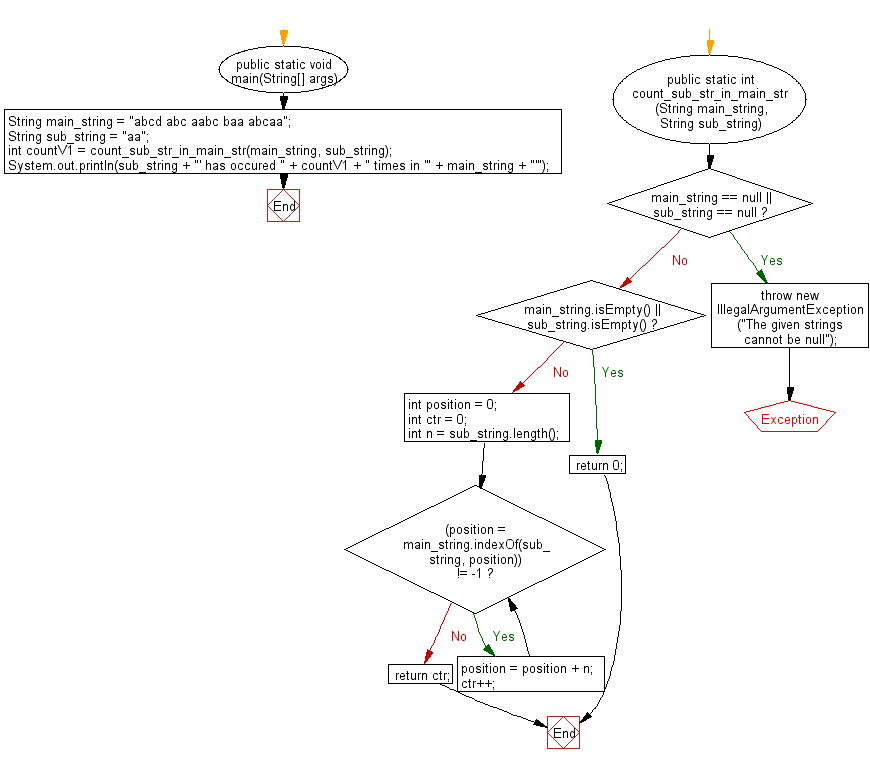 public static void
main(String[] args)
String main_string = "abcd abc aabc baa abcaa";
String sub_string = "aa";
int countV1 = count_sub_str_in_main_str(main_string, sub_string);
System.out.println(sub_string + "' has occured " + countV1 + " times in '" + main_string + "'");
End
public static int
count_sub_str_in_main_str
(String main_string,
String sub_string)
main_string == null ||
sub_string == null ?
No
Yes
main_string.isEmpty() ||
sub_string.isEmpty() ?
throw new
IllegalArgumentException
("The given strings
cannot be null");
No
Yes
Exception
int position = 0;
int ctr = 0;
int n = sub_string.length();
return 0;
(position =
main_string.indexOf(sub_
string, position))
!= -1 ?
No
Yes
return ctr;
position = position + n;
ctr++;
End